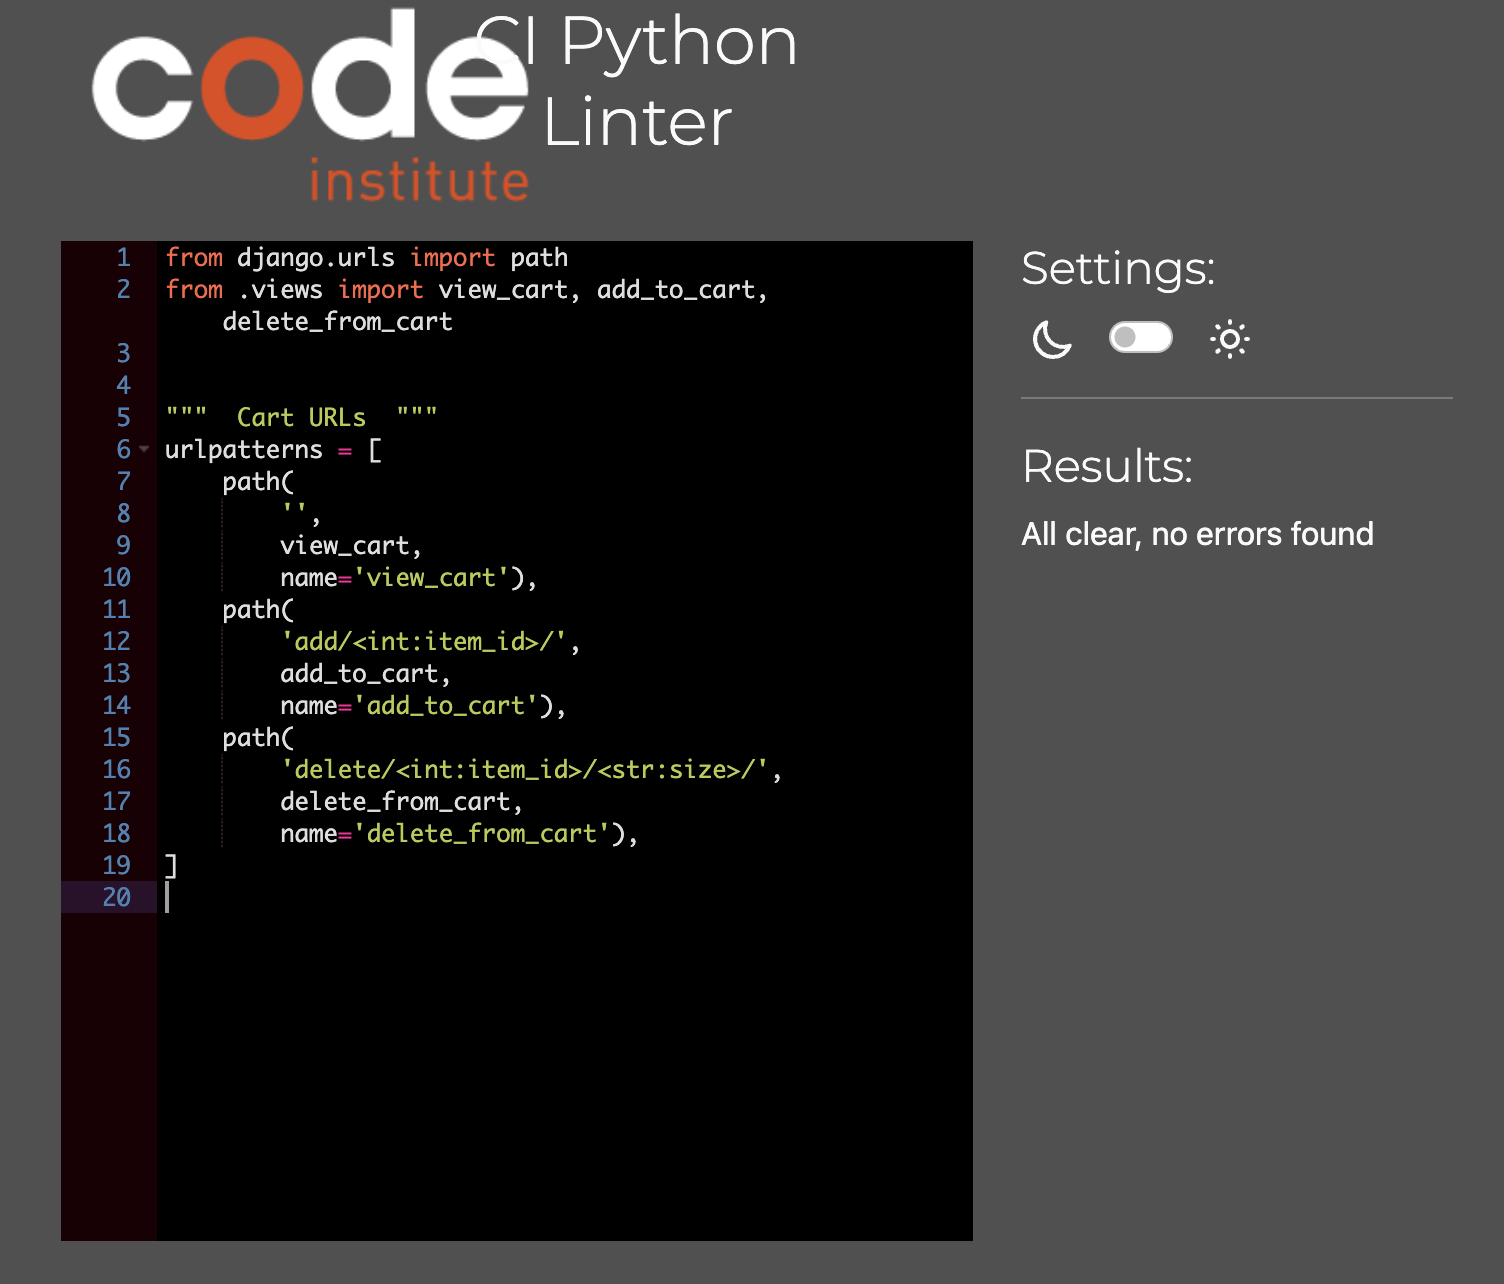 code
institute
CI Python
Linter
1 from django.urls import path
2 from .views import view_cart, add_to_cart,
delete_from_cart
3
4
5 """  Cart URLs  """
6 urlpatterns = [
7     path(
8         '',
9         view_cart,
10         name='view_cart'),
11     path(
12         'add/<int:item_id>/',
13         add_to_cart,
14         name='add_to_cart'),
15     path(
16         'delete/<int:item_id>/<str:size>/',
17         delete_from_cart,
18         name='delete_from_cart'),
19 ]
20
Settings:
Results:
All clear, no errors found